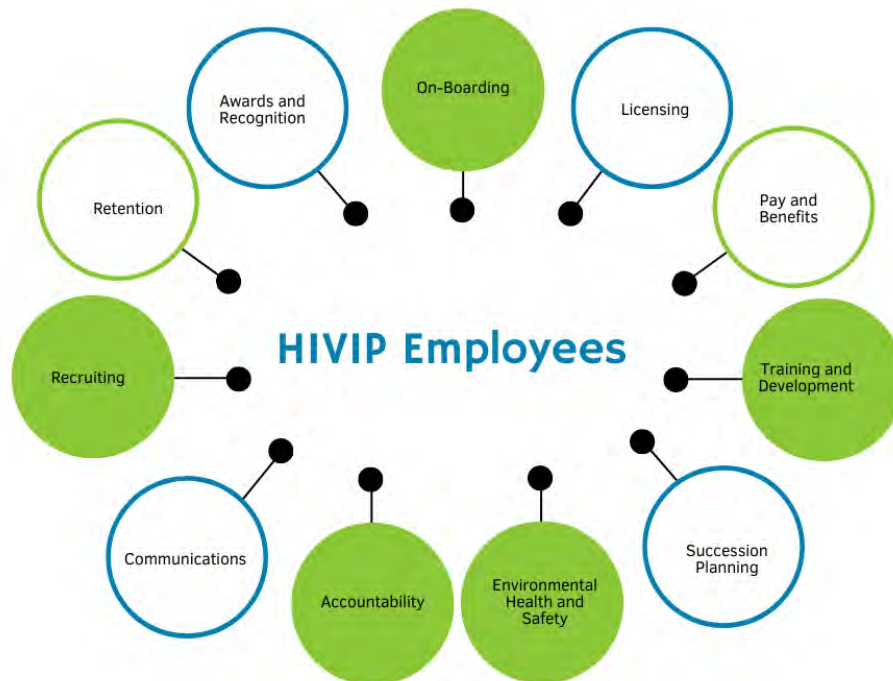 On-Boarding
Awards and
Recognition
Licensing
Retention
Pay and
Benefits
HIVIP Employees
Recruiting
Training and
Development
Communications
Accountability
Environmental
Health and
Safety
Succession
Planning